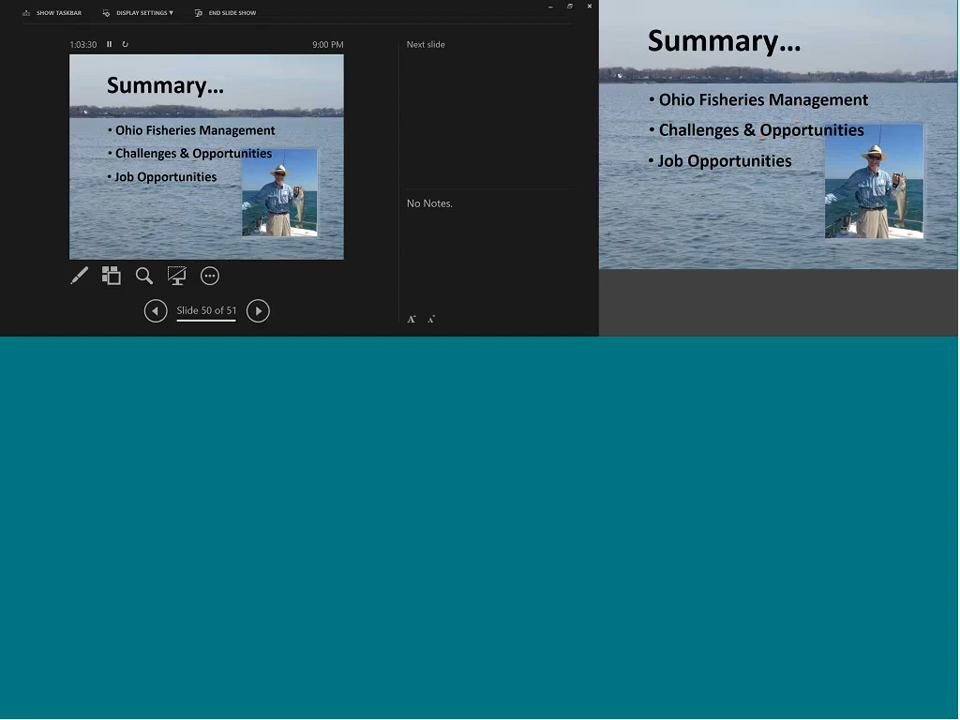 SHOW TASKBAR
DISPLAY SETTINGS ▼
END SLIDE SHOW
1:03:30
9:00 PM
Summary...
• Ohio Fisheries Management
• Challenges & Opportunities
• Job Opportunities
Slide 50 of 51
Next slide
No Notes.
A A
Summary...
• Ohio Fisheries Management
• Challenges & Opportunities
• Job Opportunities